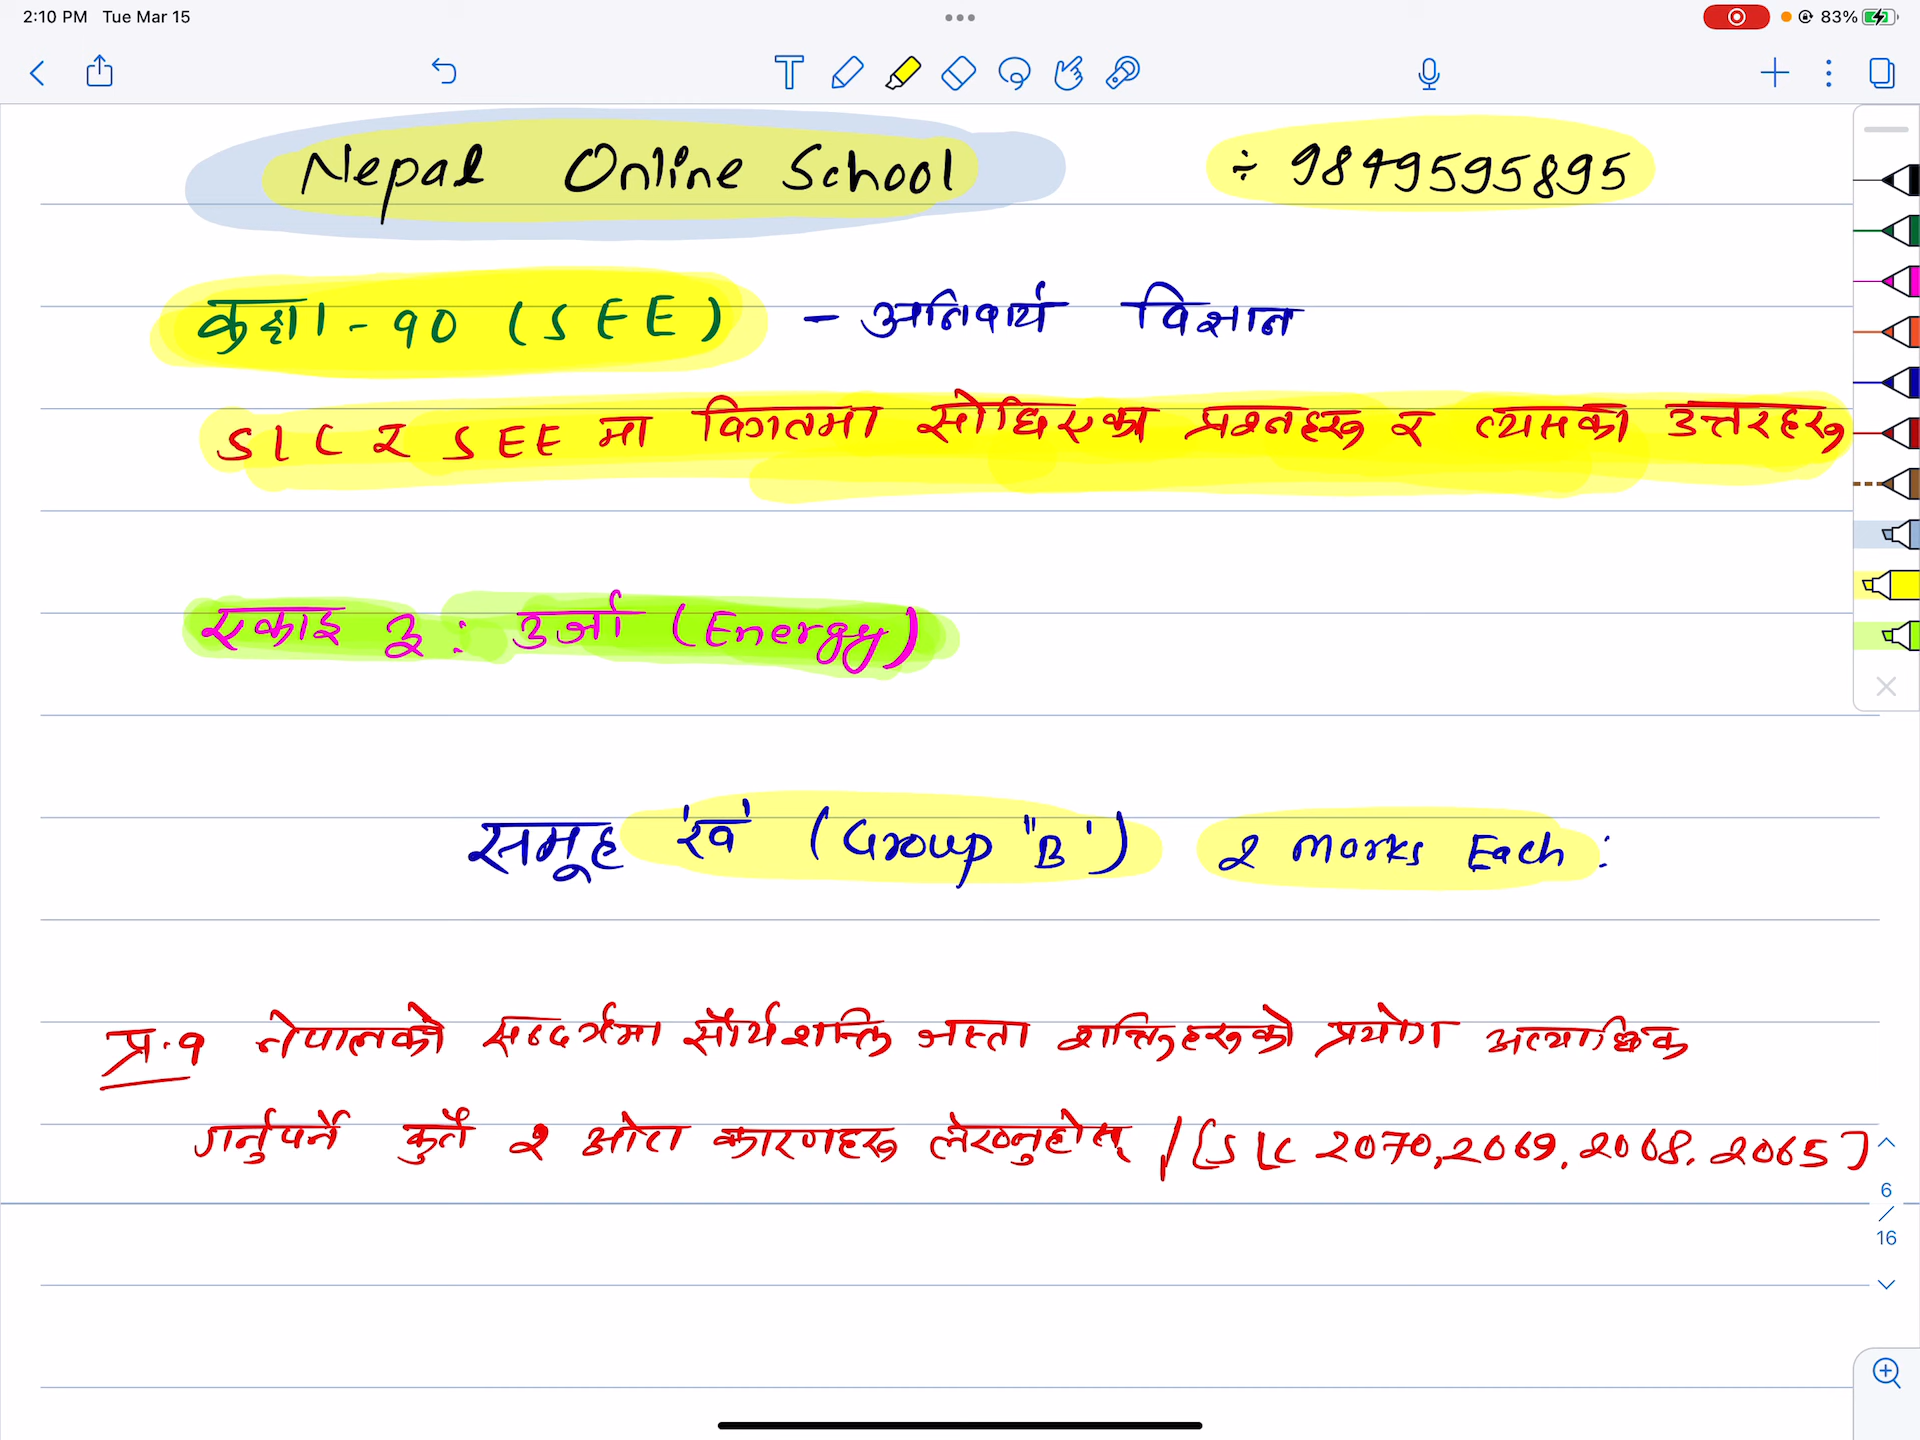 2:10 PM Tue Mar 15
83%
Nepal Online School ÷ 9849595895
कक्षा - १० (SEE) - अनिवार्य विज्ञान
SLC र SEE मा विगतमा सोधिएका प्रश्नहरू र त्यसको उत्तरहरू
एकाइ ३ : उर्जा (Energy)
समूह 'ख' (Group "B') 2 marks Each :
प्र.१ नेपालको सन्दर्भमा सौर्यशक्ति जस्ता शक्तिहरूको प्रयोग अत्याधिक
गर्नुपर्ने कुनै २ ओटा कारणहरू लेख्नुहोस् । [SLC 2070, 2069, 2068, 2065]
6
/
16